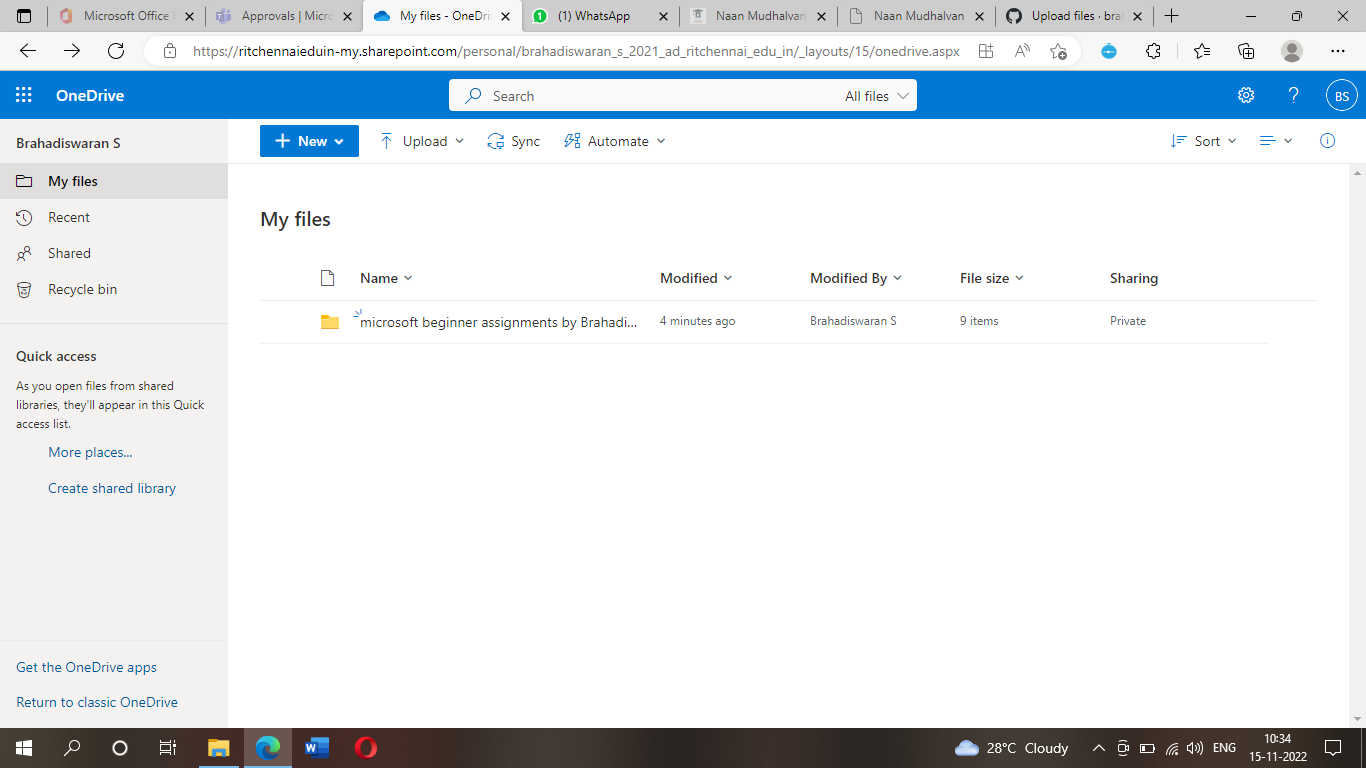 Microsoft Office
Approvals | Micr
My files - OneDri
(1) WhatsApp
Naan Mudhalvan
Naan Mudhalvan
Upload files · bra
https://ritchennaieduin-my.sharepoint.com/personal/brahadiswaran_s_2021_ad_ritchennai_edu_in/_layouts/15/onedrive.aspx
OneDrive
Search
All files
BS
Brahadiswaran S
New
Upload
Sync
Automate
Sort
My files
Recent
Shared
Recycle bin
Quick access
As you open files from shared
libraries, they'll appear in this Quick
access list.
More places...
Create shared library
Get the OneDrive apps
Return to classic OneDrive
My files
Name Modified Modified By File size Sharing
microsoft beginner assignments by Brahadi... 4 minutes ago Brahadiswaran S 9 items Private
28°C Cloudy
ENG
10:34
15-11-2022